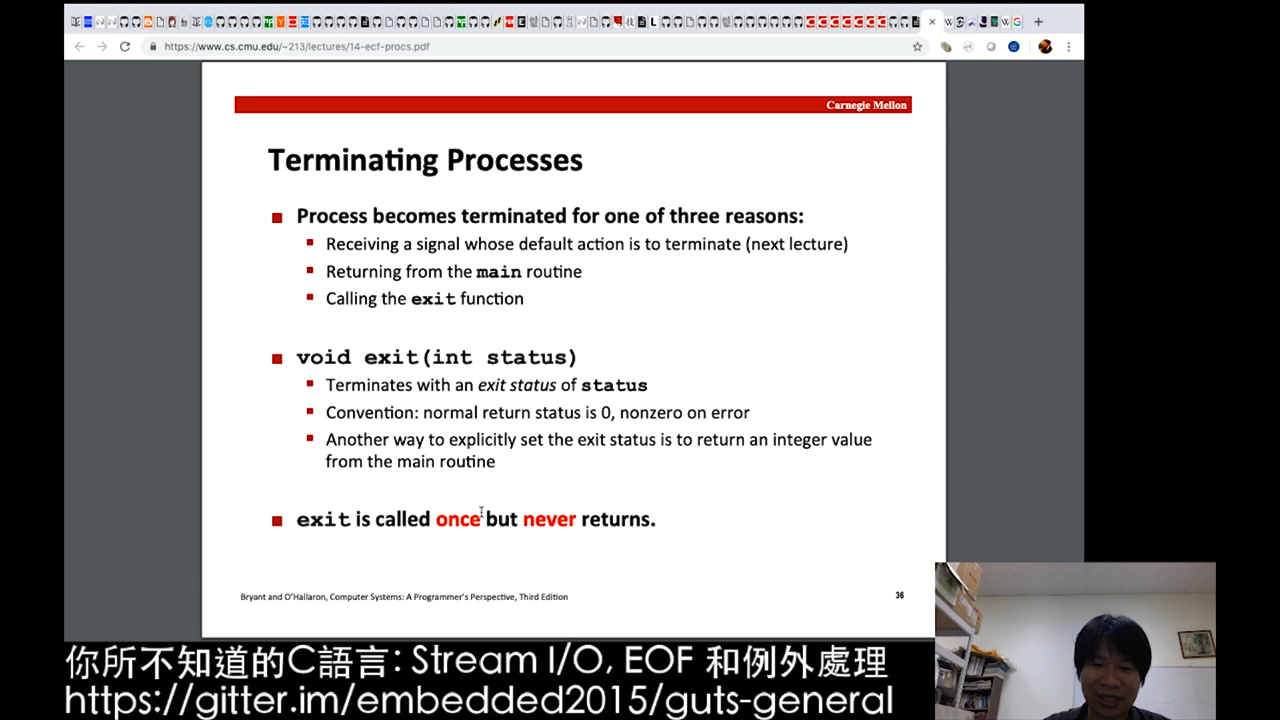 https://www.cs.cmu.edu/~213/lectures/14-ecf-procs.pdf
Carnegie Mellon
Terminating Processes
Process becomes terminated for one of three reasons:
Receiving a signal whose default action is to terminate (next lecture)
Returning from the main routine
Calling the exit function
void exit(int status)
Terminates with an exit status of status
Convention: normal return status is 0, nonzero on error
Another way to explicitly set the exit status is to return an integer value
from the main routine
exit is called once but never returns.
Bryant and O'Hallaron, Computer Systems: A Programmer's Perspective, Third Edition
36
你所不知道的C語言: Stream I/O, EOF 和例外處理
https://gitter.im/embedded2015/guts-general